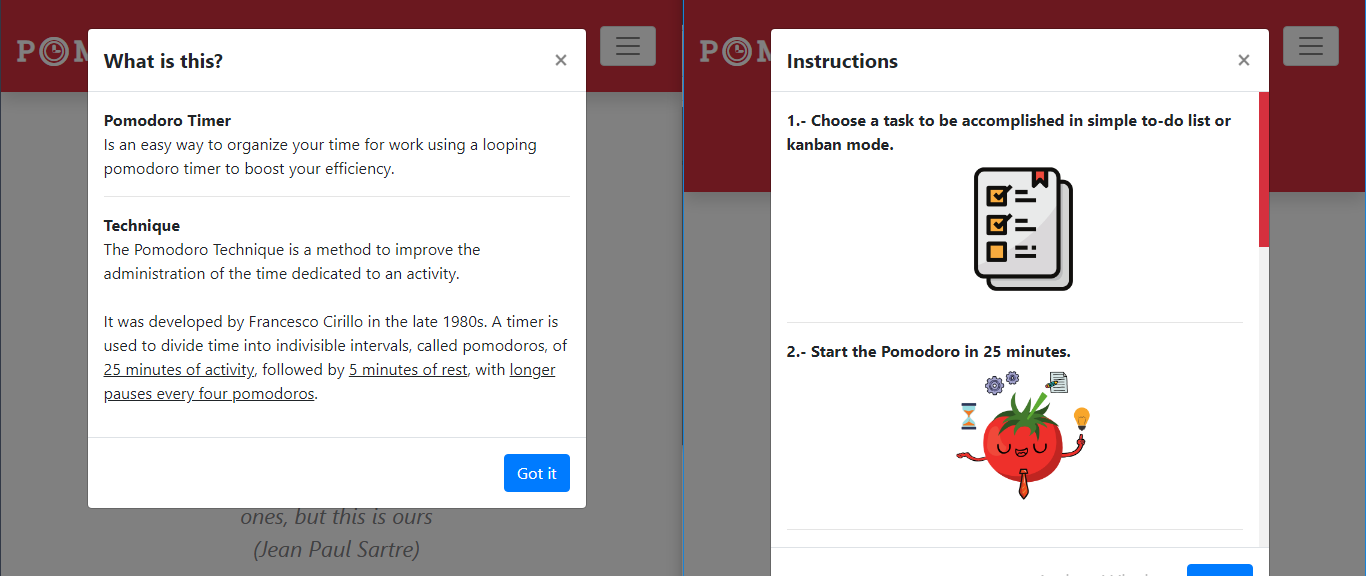 What is this?
×
Pomodoro Timer
Is an easy way to organize your time for work using a looping
pomodoro timer to boost your efficiency.
Technique
The Pomodoro Technique is a method to improve the
administration of the time dedicated to an activity.
It was developed by Francesco Cirillo in the late 1980s. A timer is
used to divide time into indivisible intervals, called pomodoros, of
25 minutes of activity, followed by 5 minutes of rest, with longer
pauses every four pomodoros.
Got it
ones, but this is ours
(Jean Paul Sartre)
Instructions
×
1.- Choose a task to be accomplished in simple to-do list or
kanban mode.
2.- Start the Pomodoro in 25 minutes.